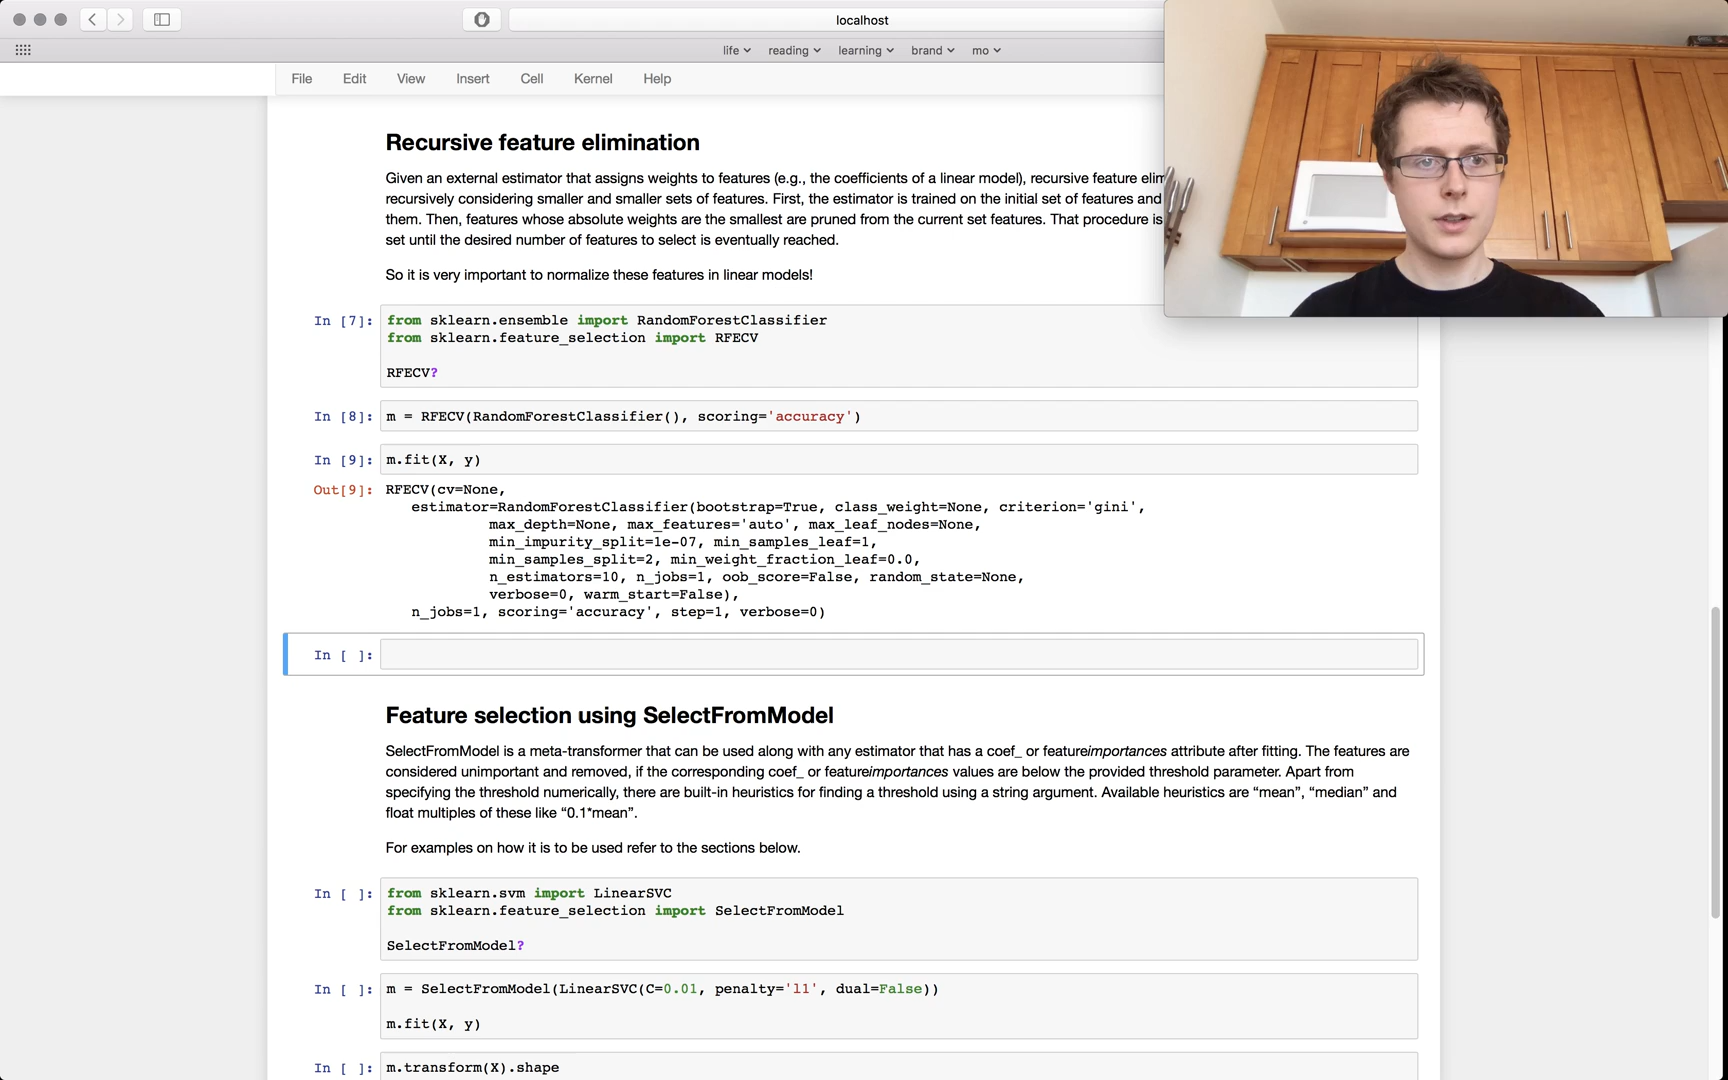 localhost
life reading learning brand mo
File Edit View Insert Cell Kernel Help
Recursive feature elimination
Given an external estimator that assigns weights to features (e.g., the coefficients of a linear model), recursive feature
recursively considering smaller and smaller sets of features. First, the estimator is trained on the initial set of features and
them. Then, features whose absolute weights are the smallest are pruned from the current set features. That procedure is
set until the desired number of features to select is eventually reached.
So it is very important to normalize these features in linear models!
In [7]: from sklearn.ensemble import RandomForestClassifier
from sklearn.feature_selection import RFECV
RFECV?
In [8]: m = RFECV(RandomForestClassifier(), scoring='accuracy')
In [9]: m.fit(X, y)
Out[9]: RFECV(cv=None,
estimator=RandomForestClassifier(bootstrap=True, class_weight=None, criterion='gini',
max_depth=None, max_features='auto', max_leaf_nodes=None,
min_impurity_split=1e-07, min_samples_leaf=1,
min_samples_split=2, min_weight_fraction_leaf=0.0,
n_estimators=10, n_jobs=1, oob_score=False, random_state=None,
verbose=0, warm_start=False),
n_jobs=1, scoring='accuracy', step=1, verbose=0)
In [ ]:
Feature selection using SelectFromModel
SelectFromModel is a meta-transformer that can be used along with any estimator that has a coef_ or featureimportances attribute after fitting. The features are
considered unimportant and removed, if the corresponding coef_ or featureimportances values are below the provided threshold parameter. Apart from
specifying the threshold numerically, there are built-in heuristics for finding a threshold using a string argument. Available heuristics are “mean”, “median” and
float multiples of these like “0.1*mean”.
For examples on how it is to be used refer to the sections below.
In [ ]: from sklearn.svm import LinearSVC
from sklearn.feature_selection import SelectFromModel
SelectFromModel?
In [ ]: m = SelectFromModel(LinearSVC(C=0.01, penalty='l1', dual=False))
m.fit(X, y)
In [ ]: m.transform(X).shape